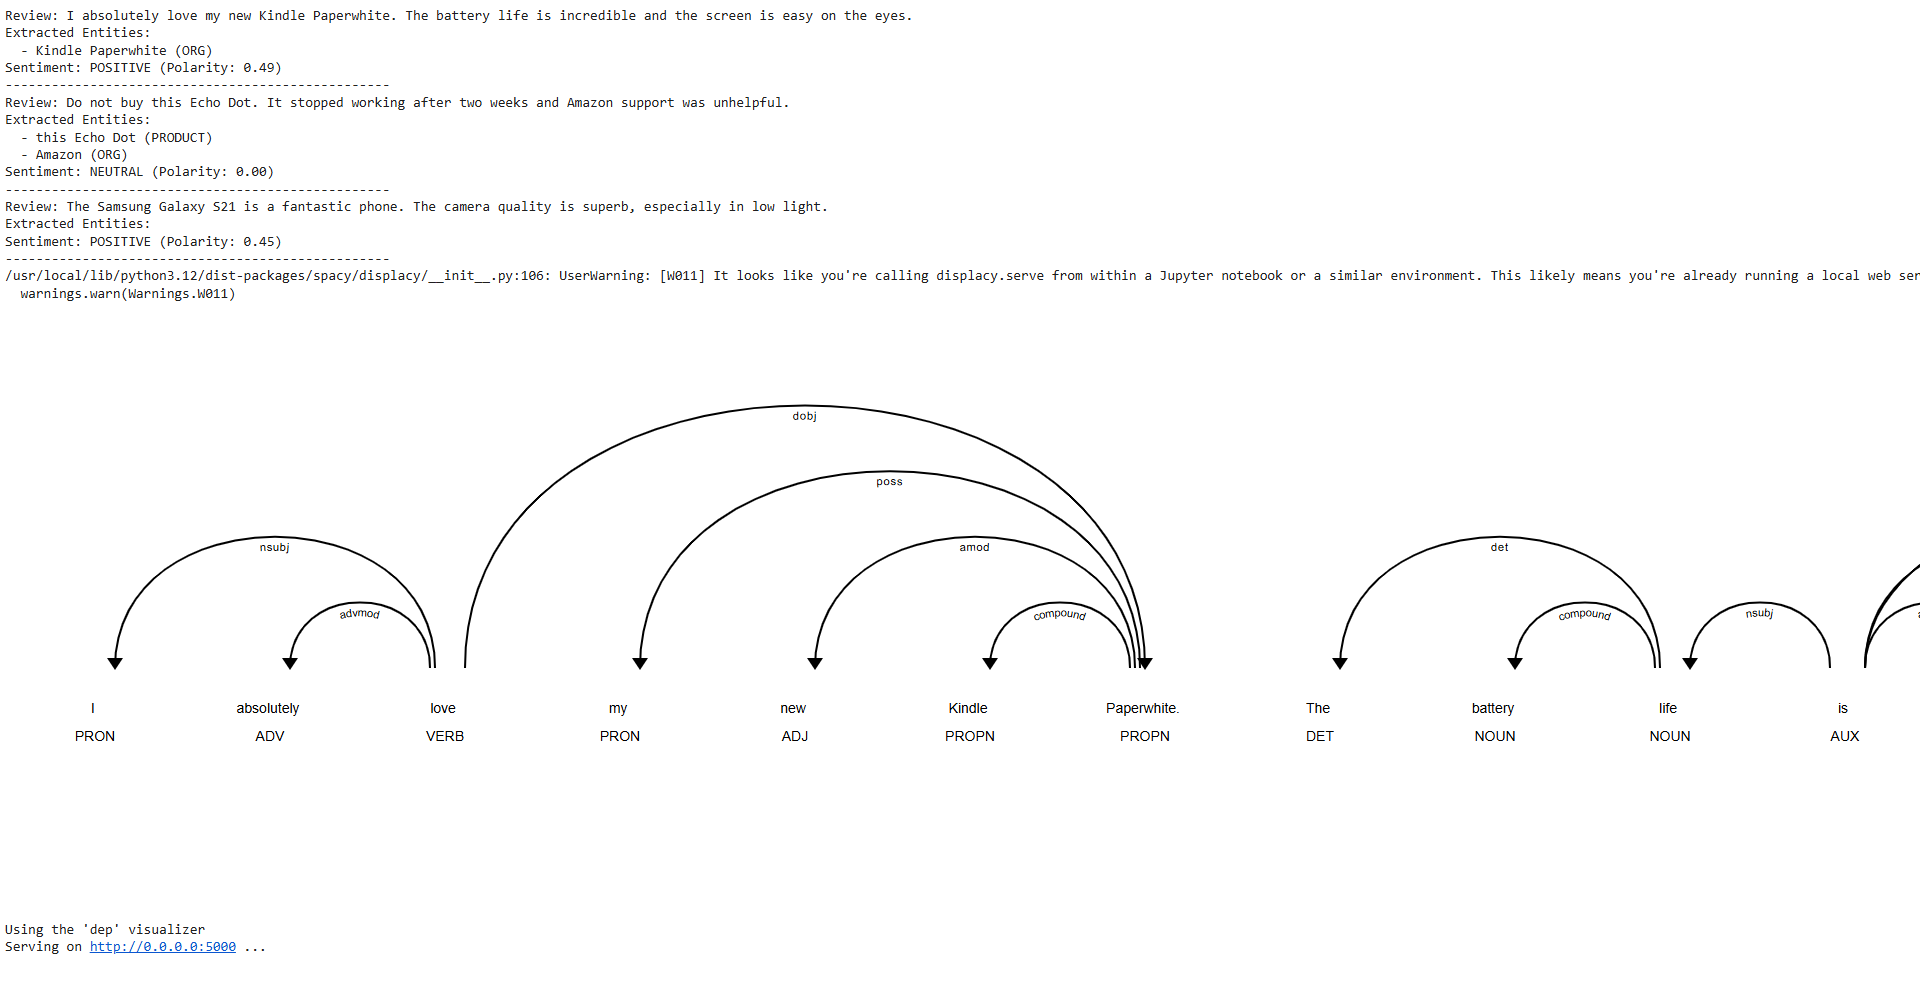 Review: I absolutely love my new Kindle Paperwhite. The battery life is incredible and the screen is easy on the eyes.
Extracted Entities:
  - Kindle Paperwhite (ORG)
Sentiment: POSITIVE (Polarity: 0.49)
--------------------------------------------------
Review: Do not buy this Echo Dot. It stopped working after two weeks and Amazon support was unhelpful.
Extracted Entities:
  - this Echo Dot (PRODUCT)
  - Amazon (ORG)
Sentiment: NEUTRAL (Polarity: 0.00)
--------------------------------------------------
Review: The Samsung Galaxy S21 is a fantastic phone. The camera quality is superb, especially in low light.
Extracted Entities:
Sentiment: POSITIVE (Polarity: 0.45)
--------------------------------------------------
/usr/local/lib/python3.12/dist-packages/spacy/displacy/__init__.py:106: UserWarning: [W011] It looks like you're calling displacy.serve from within a Jupyter notebook or a similar environment. This likely means you're already running a local web ser
  warnings.warn(Warnings.W011)
dobj
poss
nsubj amod det
advmod compound compound nsubj
I absolutely love my new Kindle Paperwhite. The battery life is
PRON ADV VERB PRON ADJ PROPN PROPN DET NOUN NOUN AUX
Using the 'dep' visualizer
Serving on http://0.0.0.0:5000 ...